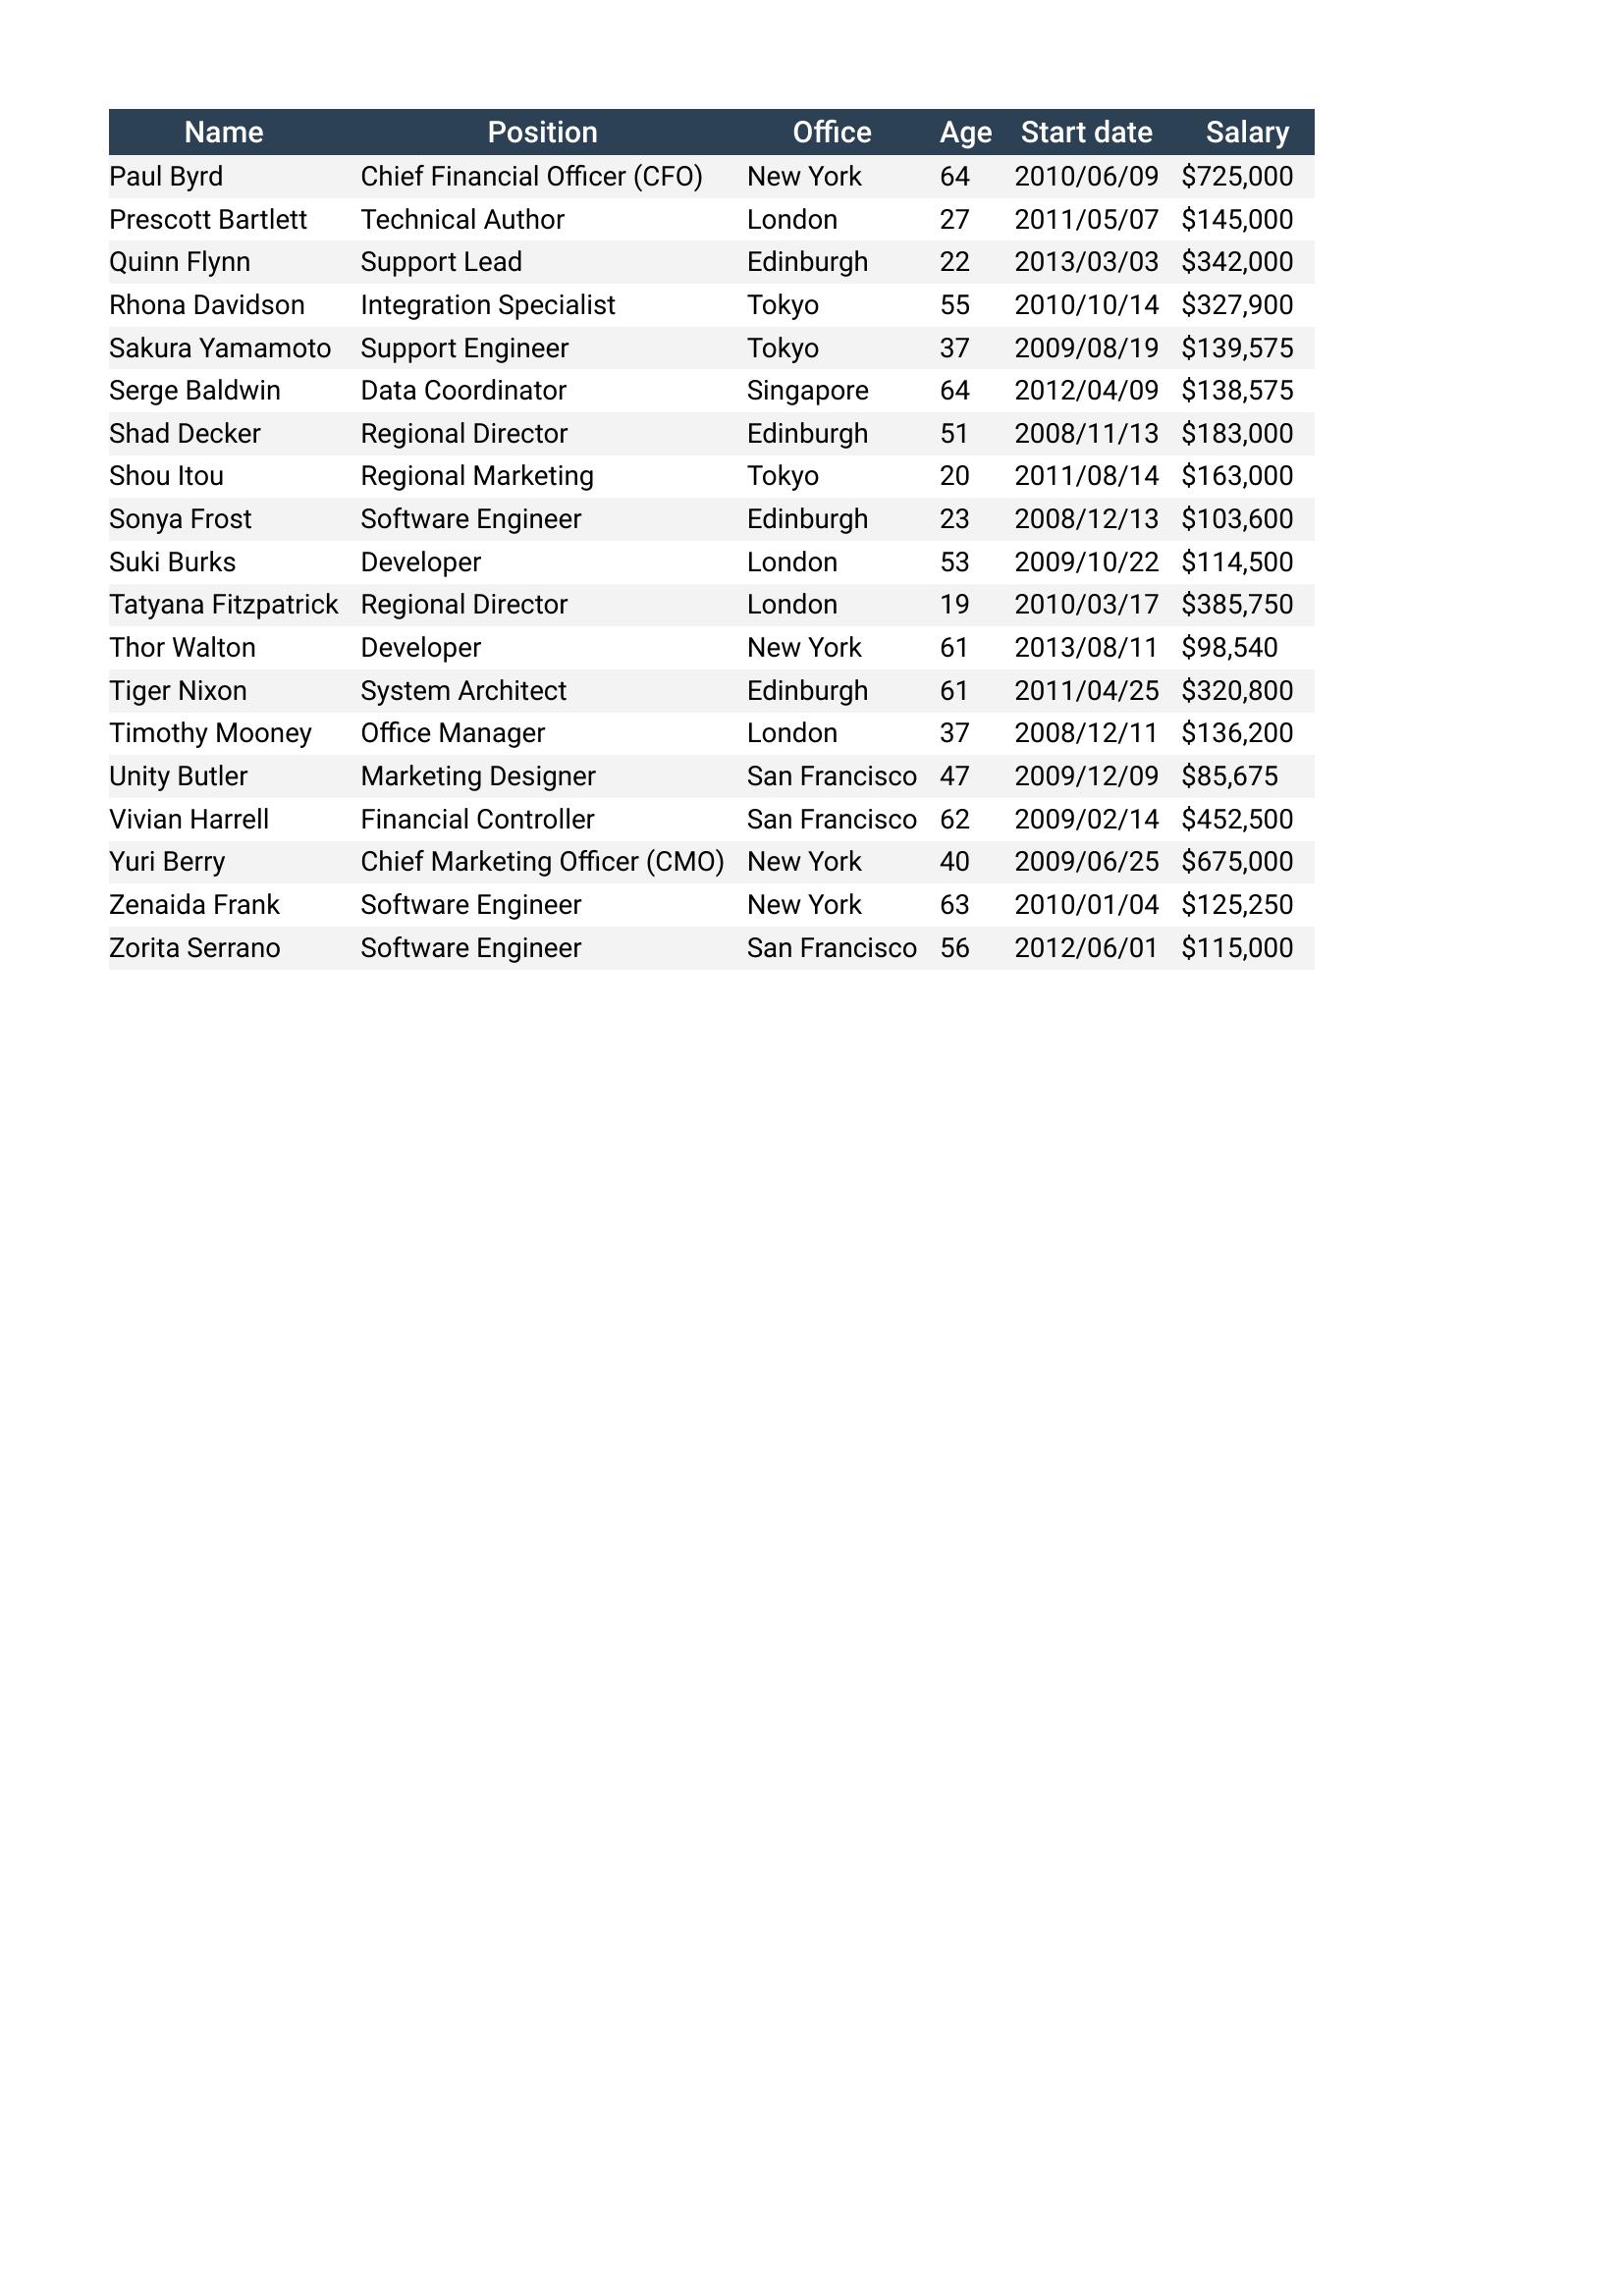 Name Position Office Age Start date Salary
Paul Byrd Chief Financial Officer (CFO) New York 64 2010/06/09 $725,000
Prescott Bartlett Technical Author London 27 2011/05/07 $145,000
Quinn Flynn Support Lead Edinburgh 22 2013/03/03 $342,000
Rhona Davidson Integration Specialist Tokyo 55 2010/10/14 $327,900
Sakura Yamamoto Support Engineer Tokyo 37 2009/08/19 $139,575
Serge Baldwin Data Coordinator Singapore 64 2012/04/09 $138,575
Shad Decker Regional Director Edinburgh 51 2008/11/13 $183,000
Shou Itou Regional Marketing Tokyo 20 2011/08/14 $163,000
Sonya Frost Software Engineer Edinburgh 23 2008/12/13 $103,600
Suki Burks Developer London 53 2009/10/22 $114,500
Tatyana Fitzpatrick Regional Director London 19 2010/03/17 $385,750
Thor Walton Developer New York 61 2013/08/11 $98,540
Tiger Nixon System Architect Edinburgh 61 2011/04/25 $320,800
Timothy Mooney Office Manager London 37 2008/12/11 $136,200
Unity Butler Marketing Designer San Francisco 47 2009/12/09 $85,675
Vivian Harrell Financial Controller San Francisco 62 2009/02/14 $452,500
Yuri Berry Chief Marketing Officer (CMO) New York 40 2009/06/25 $675,000
Zenaida Frank Software Engineer New York 63 2010/01/04 $125,250
Zorita Serrano Software Engineer San Francisco 56 2012/06/01 $115,000